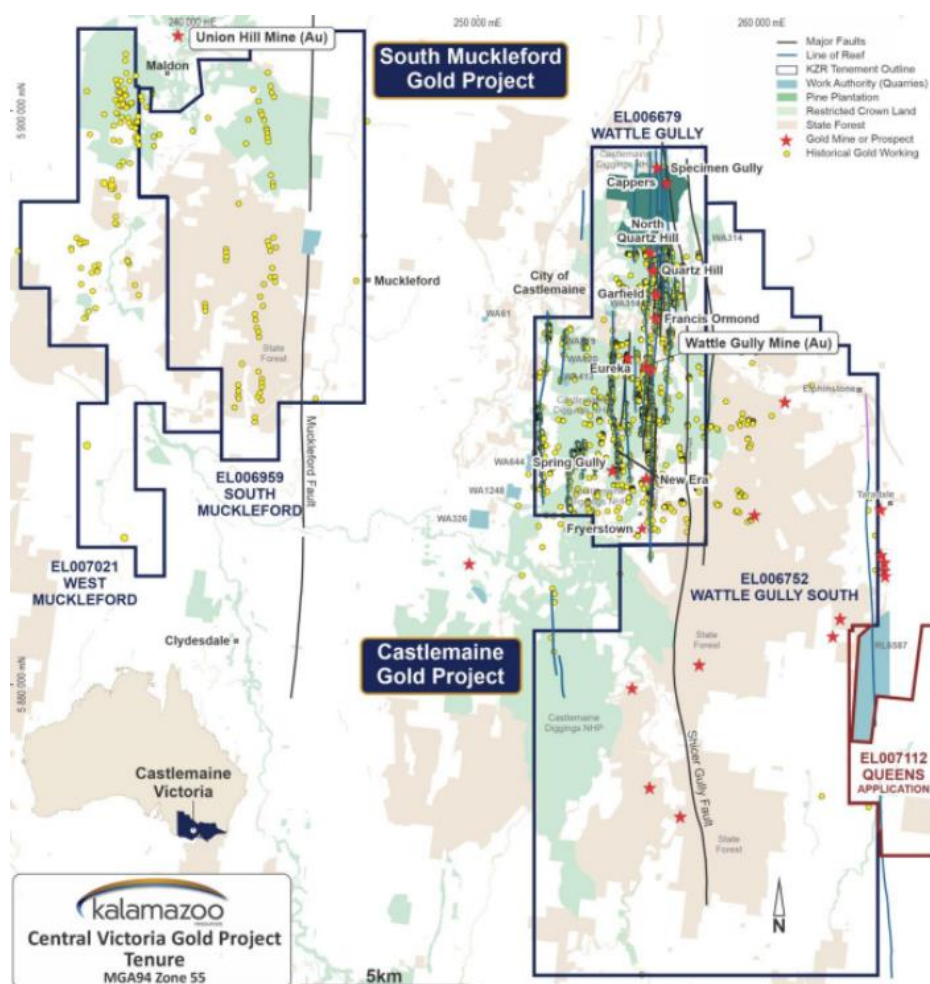 240 000 mE
250 000 mE
260 000 mE
Union Hill Mine (Au)
Maldon
South Muckleford
Gold Project
Major Faults
Line of Reef
KZR Tenement Outline
Work Authority (Quarries)
Pine Plantation
Restricted Crown Land
State Forest
Gold Mine or Prospect
Historical Gold Working
5 900 000 mN
EL006679
WATTLE GULLY
Castlemaine
Diggings NHP
Specimen Gully
Cappers
North
Quartz Hill
WA314
Quartz Hill
City of
Castlemaine
Muckleford
Garfield
WA61
Francis Ormond
Wattle Gully Mine (Au)
State
Forest
Eureka
WA413
Elphinstone
Muckleford Fault
Spring Gully
New Era
WA644
WA1248
WA326
Fryerstown
Taradale
EL006959
SOUTH
MUCKLEFORD
EL007021
WEST
MUCKLEFORD
EL006752
WATTLE GULLY SOUTH
Clydesdale
Castlemaine
Gold Project
State
Forest
RL6587
5 880 000 mN
Castlemaine
Diggings NHP
Shicer Gully Fault
EL007112
QUEENS
APPLICATION
Castlemaine
Victoria
State
Forest
kalamazoo
resources
Central Victoria Gold Project
Tenure
MGA94 Zone 55
5km
N